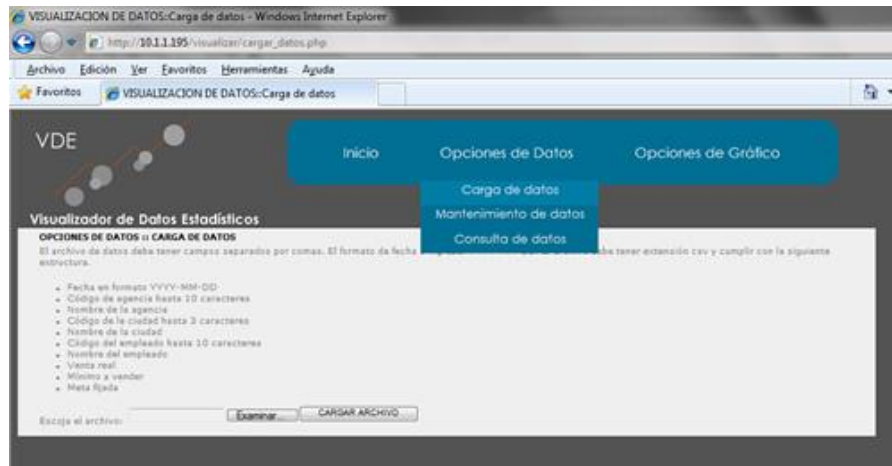 VISUALIZACION DE DATOS::Carga de datos - Windows Internet Explorer
http://10.1.1.195/visualizar/cargar_datos.php
Archivo Edición Ver Favoritos Herramientas Ayuda
Favoritos VISUALIZACION DE DATOS::Carga de datos
VDE
Inicio Opciones de Datos Opciones de Gráfico
Carga de datos
Mantenimiento de datos
Consulta de datos
Visualizador de Datos Estadísticos
OPCIONES DE DATOS :: CARGA DE DATOS
El archivo de datos debe tener campos separados por comas. El formato de fecha debe tener extensión csv y cumplir con la siguiente
estructura.
Fecha en formato YYYY-MM-DD
Código de agencia hasta 10 caracteres
Nombre de la agencia
Código de la ciudad hasta 3 caracteres
Nombre de la ciudad
Código del empleado hasta 10 caracteres
Nombre del empleado
Venta real
Mínimo a vender
Meta fijada
Escoja el archivo: Examinar... CARGAR ARCHIVO